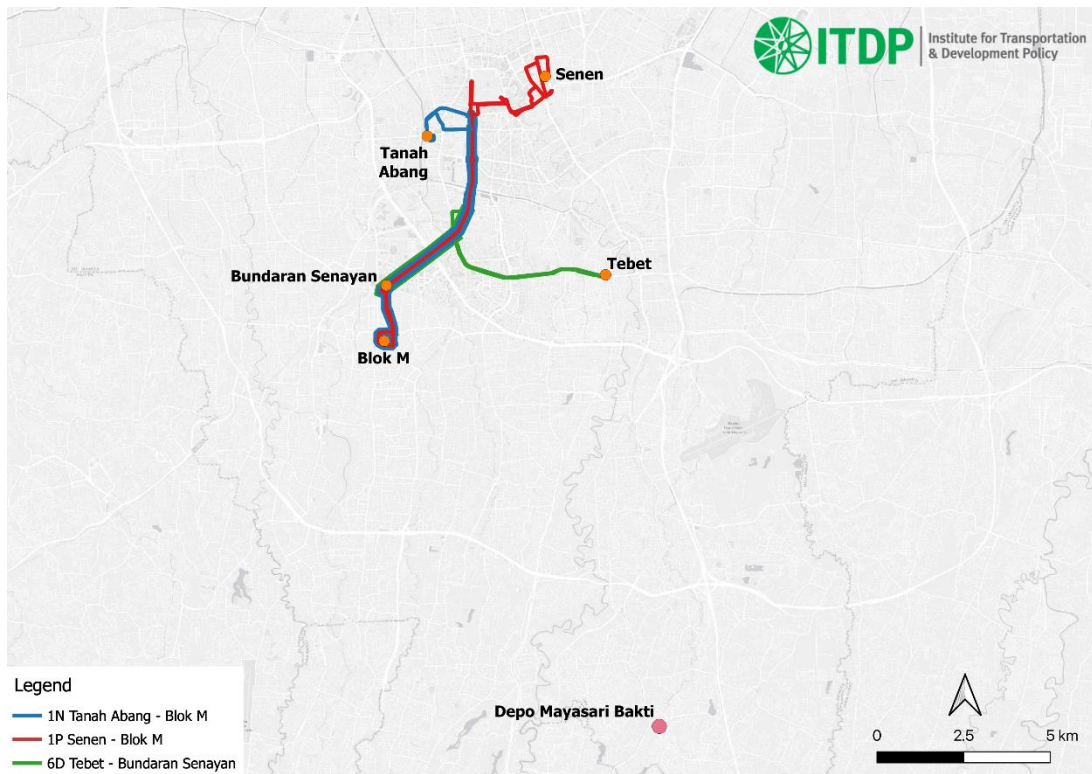 ITDP
Institute for Transportation
& Development Policy
Senen
Tanah
Abang
Tebet
Bundaran Senayan
Blok M
Legend
1N Tanah Abang - Blok M
1P Senen - Blok M
6D Tebet - Bundaran Senayan
Depo Mayasari Bakti
0 2.5 5 km